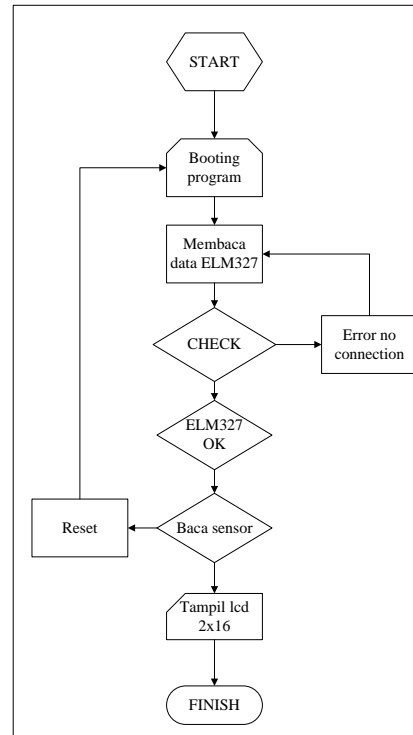 START
Booting
program
Membaca
data ELM327
CHECK
Error no
connection
ELM327
OK
Reset
Baca sensor
Tampil lcd
2x16
FINISH